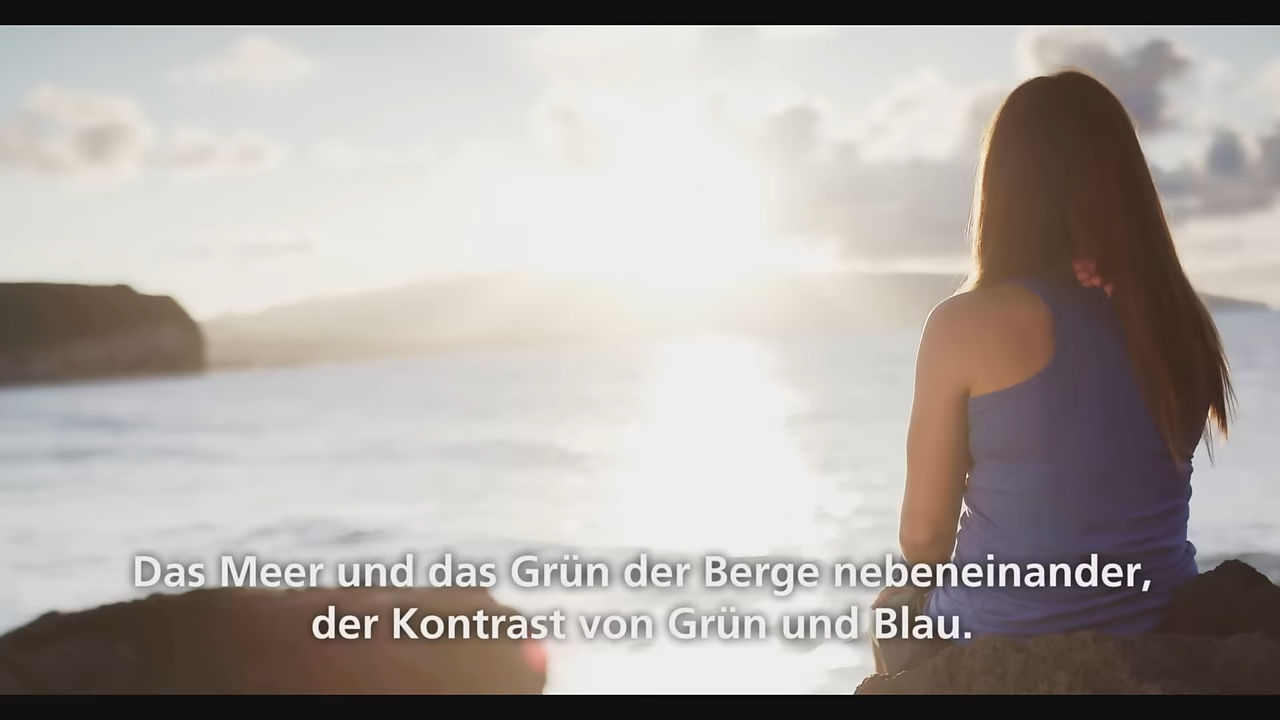 Das Meer und das Grün der Berge nebeneinander,
der Kontrast von Grün und Blau.